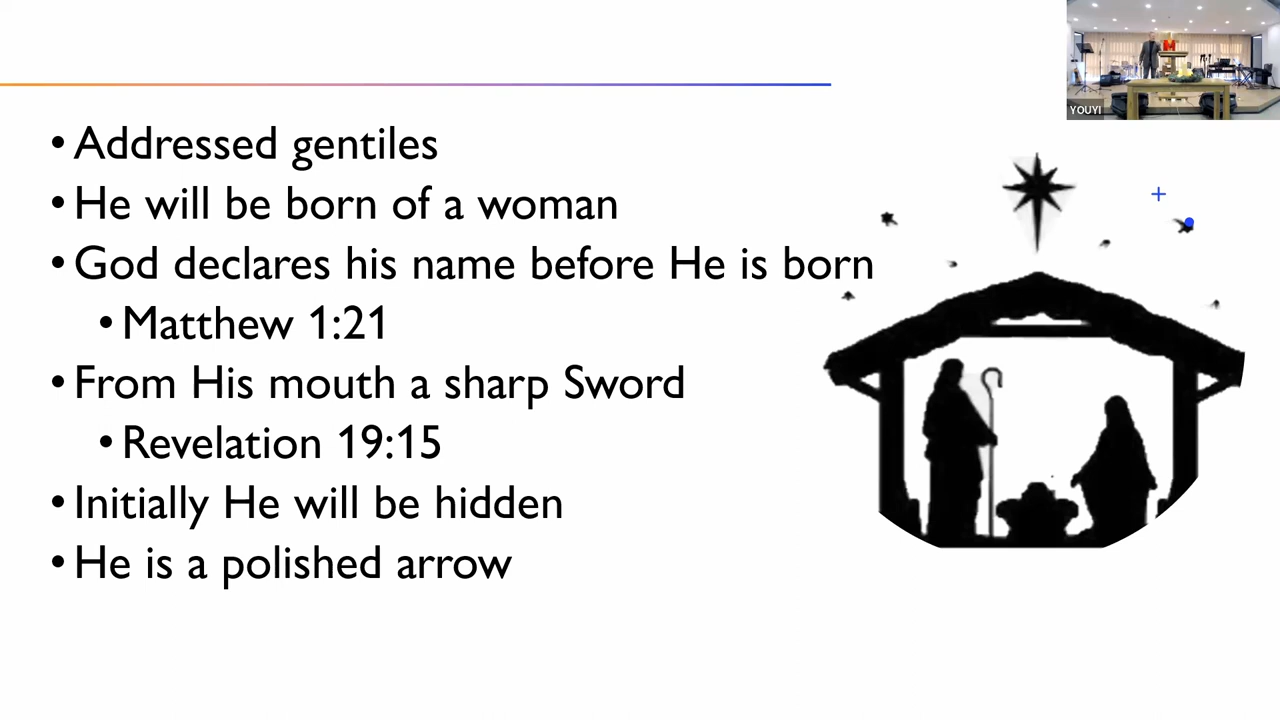 YOUYI
• Addressed gentiles
• He will be born of a woman
• God declares his name before He is born
• Matthew 1:21
• From His mouth a sharp Sword
• Revelation 19:15
• Initially He will be hidden
• He is a polished arrow